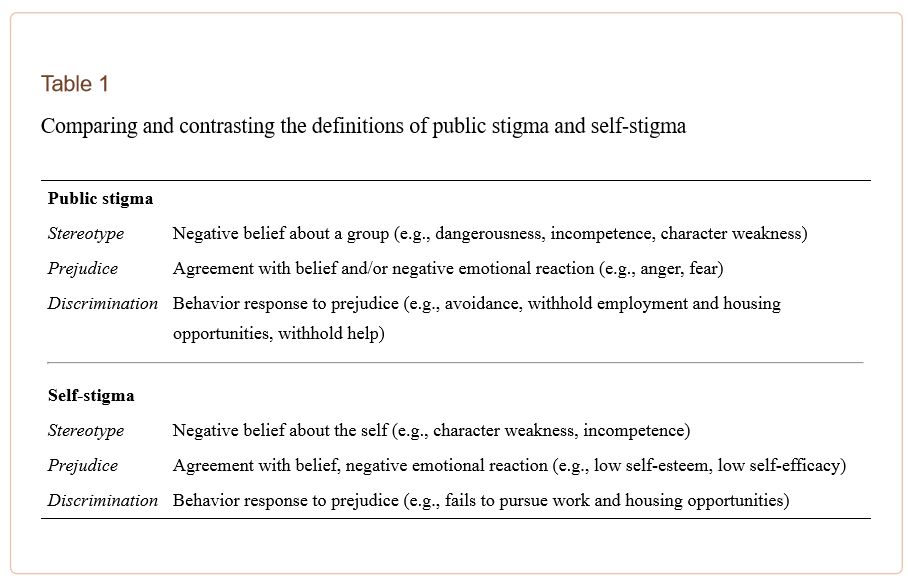 Table 1
Comparing and contrasting the definitions of public stigma and self-stigma
Public stigma
Stereotype Negative belief about a group (e.g., dangerousness, incompetence, character weakness)
Prejudice Agreement with belief and/or negative emotional reaction (e.g., anger, fear)
Discrimination Behavior response to prejudice (e.g., avoidance, withhold employment and housing
opportunities, withhold help)
Self-stigma
Stereotype Negative belief about the self (e.g., character weakness, incompetence)
Prejudice Agreement with belief, negative emotional reaction (e.g., low self-esteem, low self-efficacy)
Discrimination Behavior response to prejudice (e.g., fails to pursue work and housing opportunities)